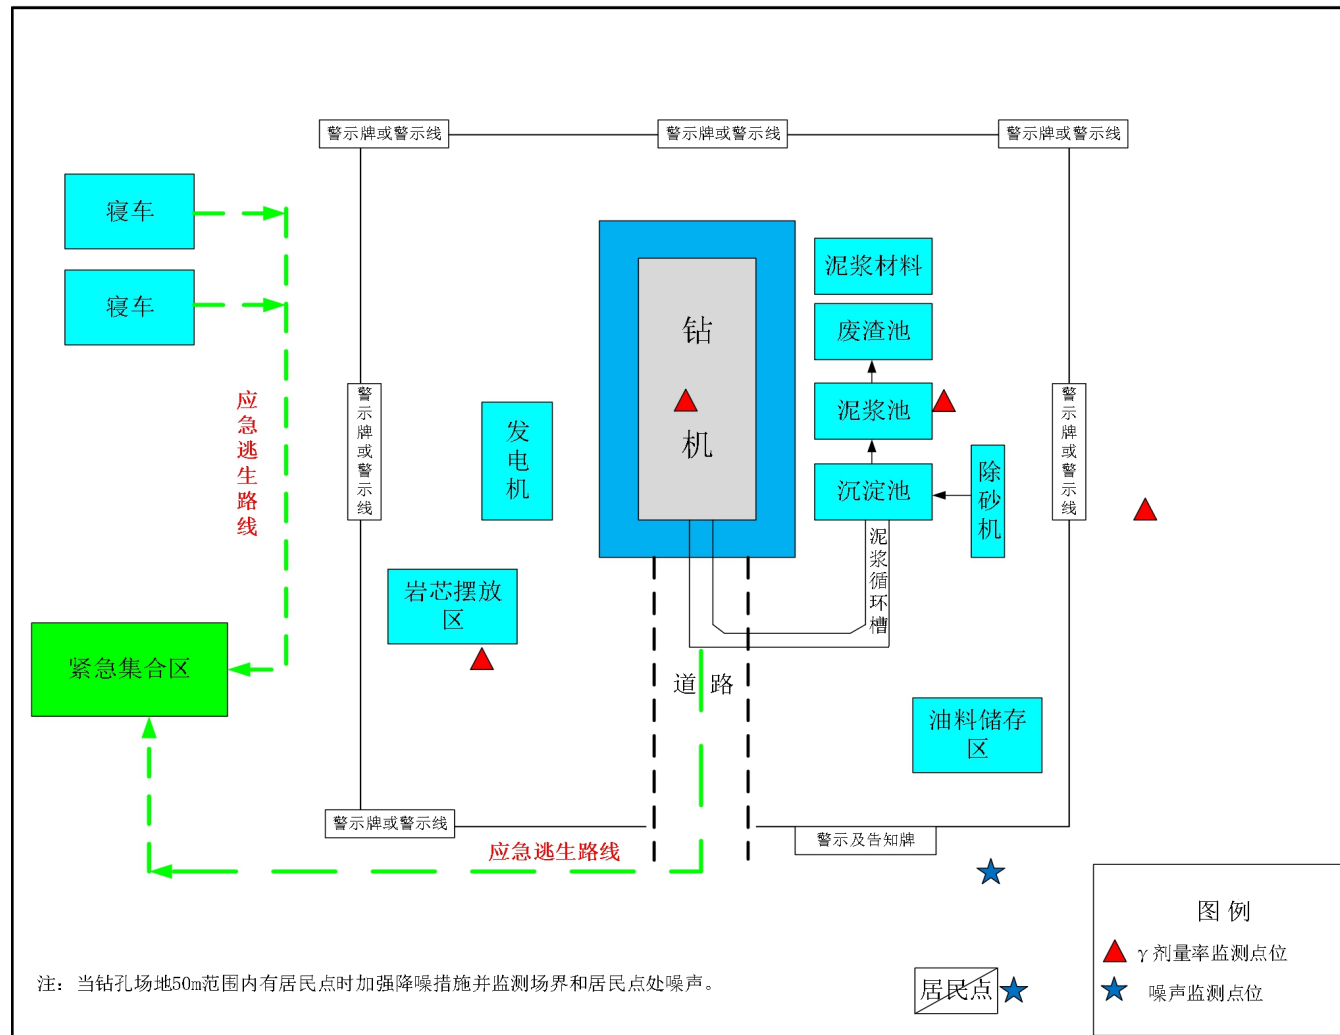 警示牌或警示线
警示牌或警示线
警示牌或警示线
寝车
寝车
应急逃生路线
警示牌或警示线
发电机
钻机
泥浆材料
废渣池
泥浆池
沉淀池
除砂机
警示牌或警示线
泥浆循环槽
岩芯摆放
区
紧急集合区
道 路
油料储存
区
警示牌或警示线
应急逃生路线
警示及告知牌
图 例
γ 剂量率监测点位
噪声监测点位
居民点
注：当钻孔场地50m范围内有居民点时加强降噪措施并监测场界和居民点处噪声。